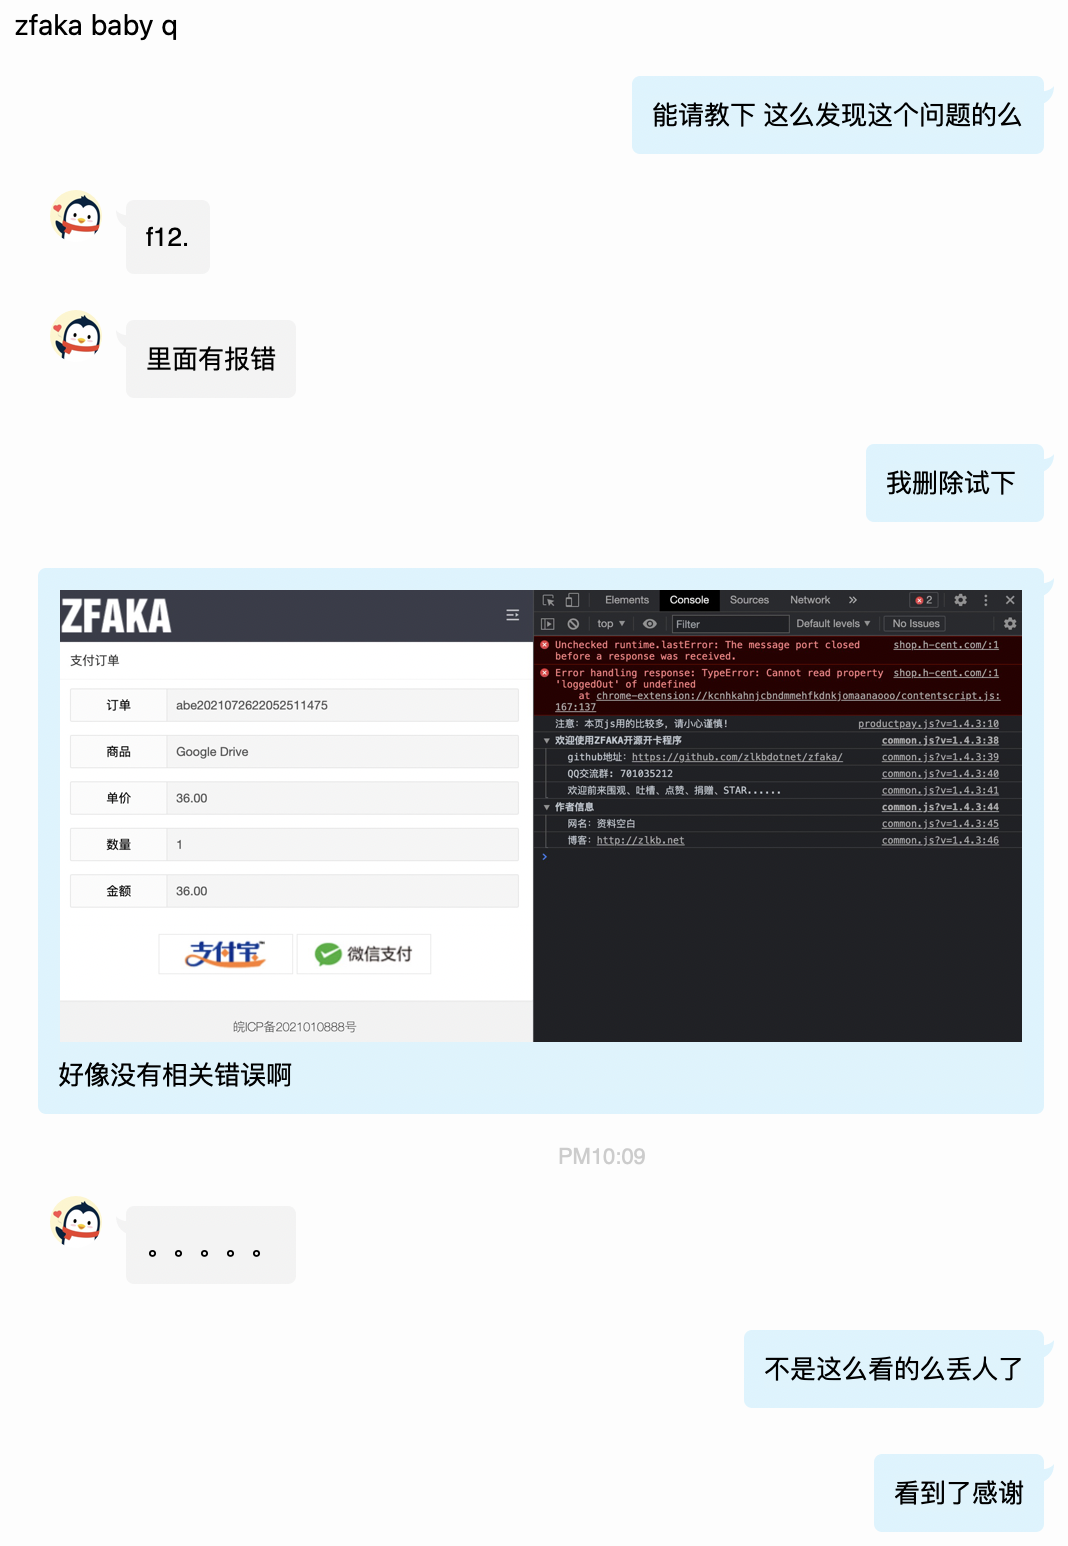 zfaka baby q
能请教下 这么发现这个问题的么
f12.
里面有报错
我删除试下
ZFAKA
支付订单
订单 abe2021072622052511475
商品 Google Drive
单价 36.00
数量 1
金额 36.00
支付宝 微信支付
皖ICP备2021010888号
Elements Console Sources Network » 2
top Filter Default levels No Issues
Unchecked runtime.lastError: The message port closed shop.h-cent.com/:1
before a response was received.
Error handling response: TypeError: Cannot read property shop.h-cent.com/:1
'loggedOut' of undefined
at chrome-extension://kcnhkahnjcbndmmehfkdnkjomaanaooo/contentscript.js:
167:137
注意：本页js用的比较多，请小心谨慎！ productpay.js?v=1.4.3:10
欢迎使用ZFAKA开源开卡程序 common.js?v=1.4.3:38
github地址：https://github.com/zlkbdotnet/zfaka/ common.js?v=1.4.3:39
QQ交流群: 701035212 common.js?v=1.4.3:40
欢迎前来围观、吐槽、点赞、捐赠、STAR...... common.js?v=1.4.3:41
作者信息 common.js?v=1.4.3:44
网名：资料空白 common.js?v=1.4.3:45
博客：http://zlkb.net common.js?v=1.4.3:46
好像没有相关错误啊
PM10:09
。。。。。
不是这么看的么丢人了
看到了感谢